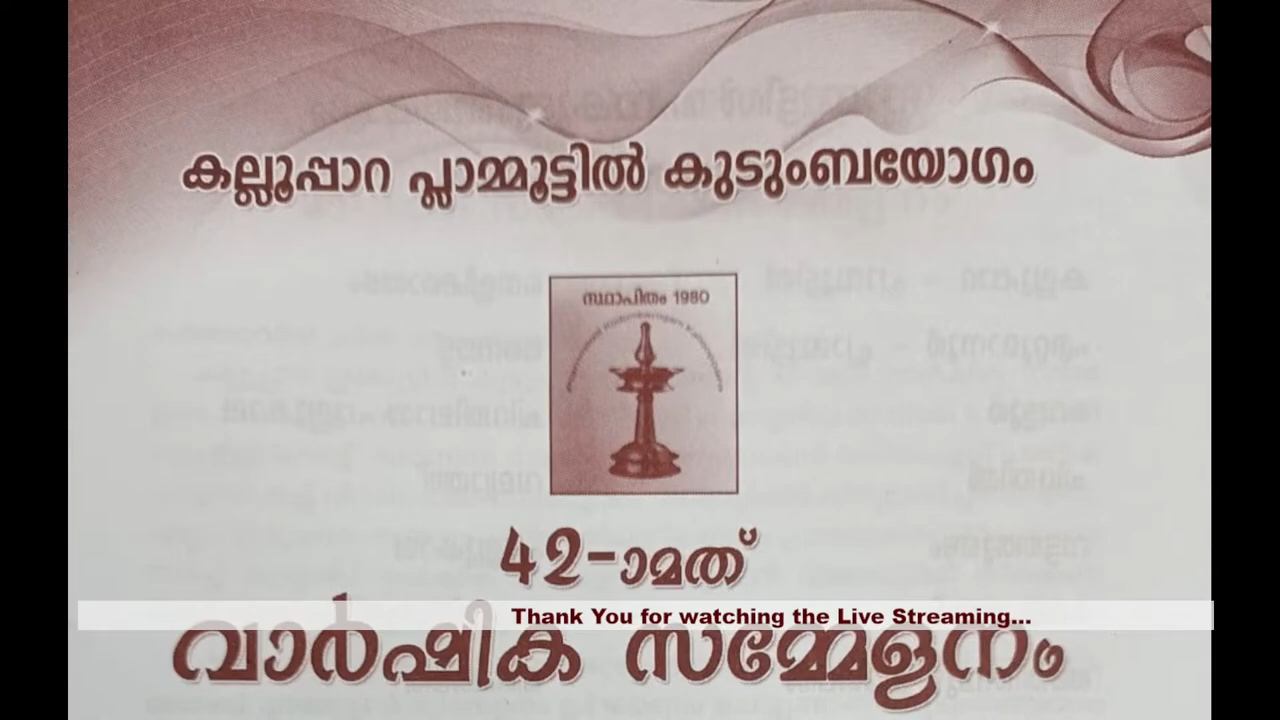 കല്ലൂപ്പാറ പ്ലാമ്മൂട്ടിൽ കുടുംബയോഗം
സ്ഥാപിതം 1980
42-ാമത്
Thank You for watching the Live Streaming...
വാർഷിക സമ്മേളനം